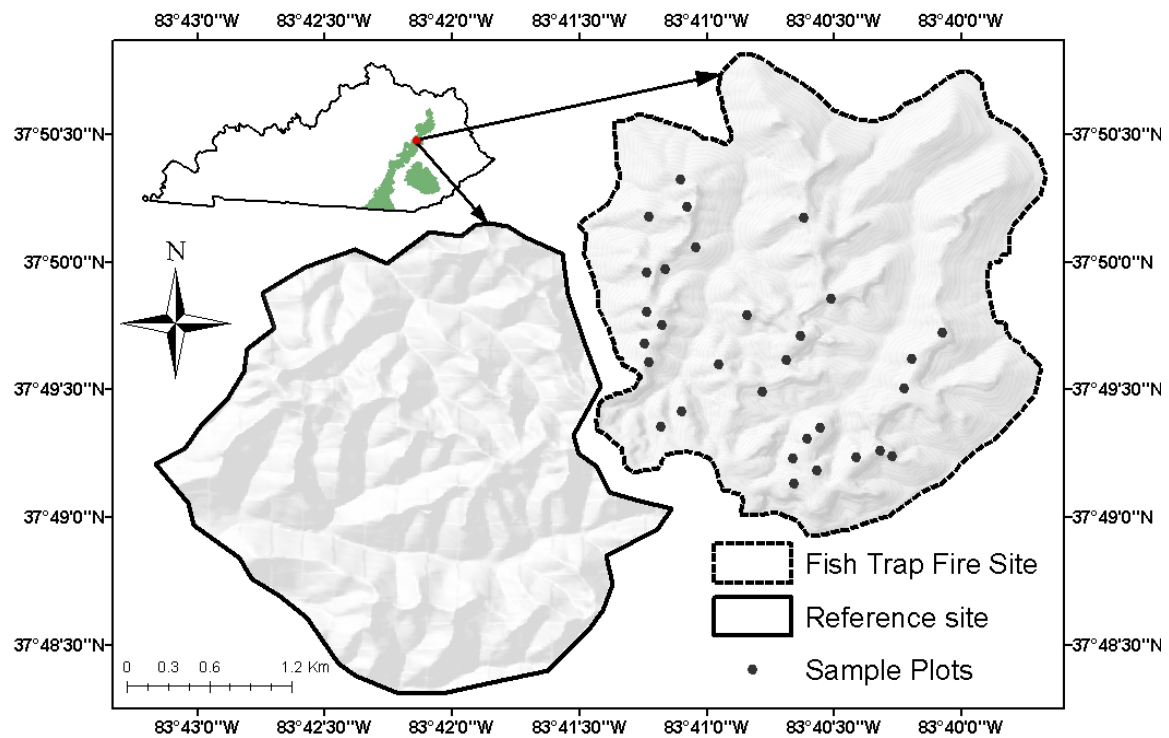 83°43'0"W 83°42'30"W 83°42'0"W 83°41'30"W 83°41'0"W 83°40'30"W 83°40'0"W
37°50'30"N 37°50'30"N
N
37°50'0"N 37°50'0"N
37°49'30"N 37°49'30"N
37°49'0"N 37°49'0"N
Fish Trap Fire Site
Reference site
37°48'30"N 37°48'30"N
0 0.3 0.6 1.2 Km
Sample Plots
83°43'0"W 83°42'30"W 83°42'0"W 83°41'30"W 83°41'0"W 83°40'30"W 83°40'0"W